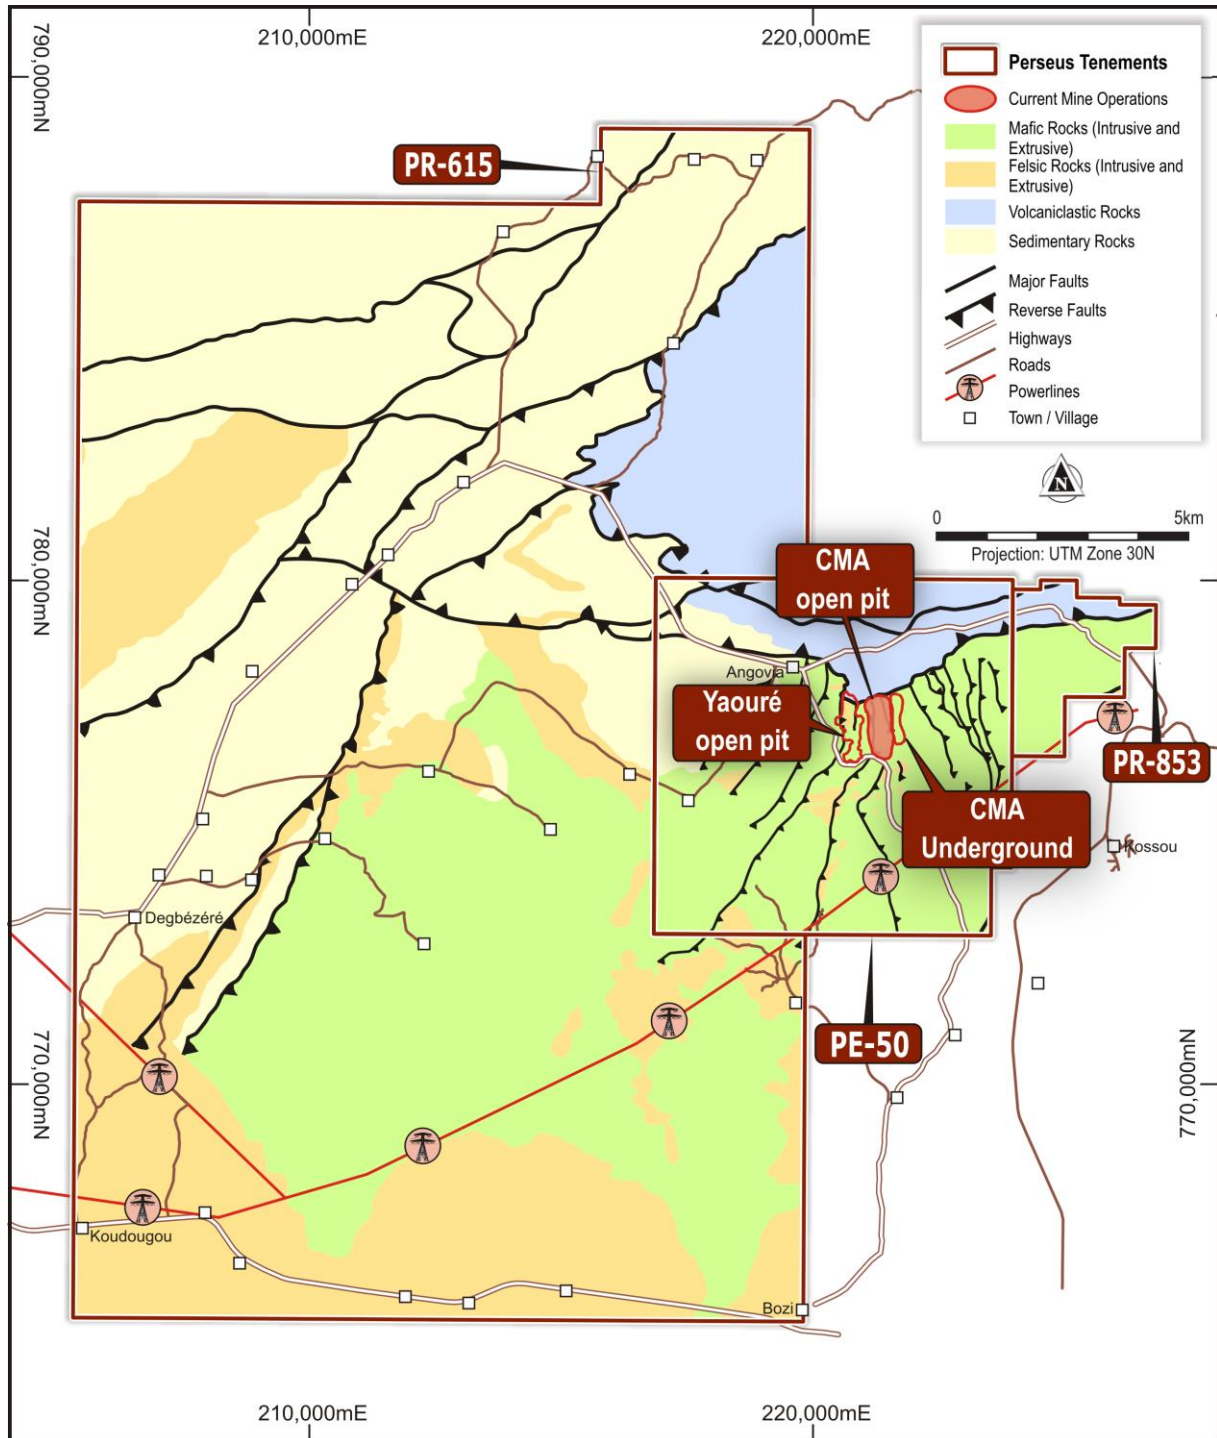 210,000mE
220,000mE
790,000mN
Perseus Tenements
Current Mine Operations
Mafic Rocks (Intrusive and
Extrusive)
Felsic Rocks (Intrusive and
Extrusive)
Volcaniclastic Rocks
Sedimentary Rocks
Major Faults
Reverse Faults
Highways
Roads
Powerlines
Town / Village
PR-615
N
0
5km
Projection: UTM Zone 30N
780,000mN
CMA
open pit
Angovia
Yaouré
open pit
PR-853
CMA
Underground
Kossou
Degbézéré
PE-50
770,000mN
770,000mN
Koudougou
Bozi
210,000mE
220,000mE